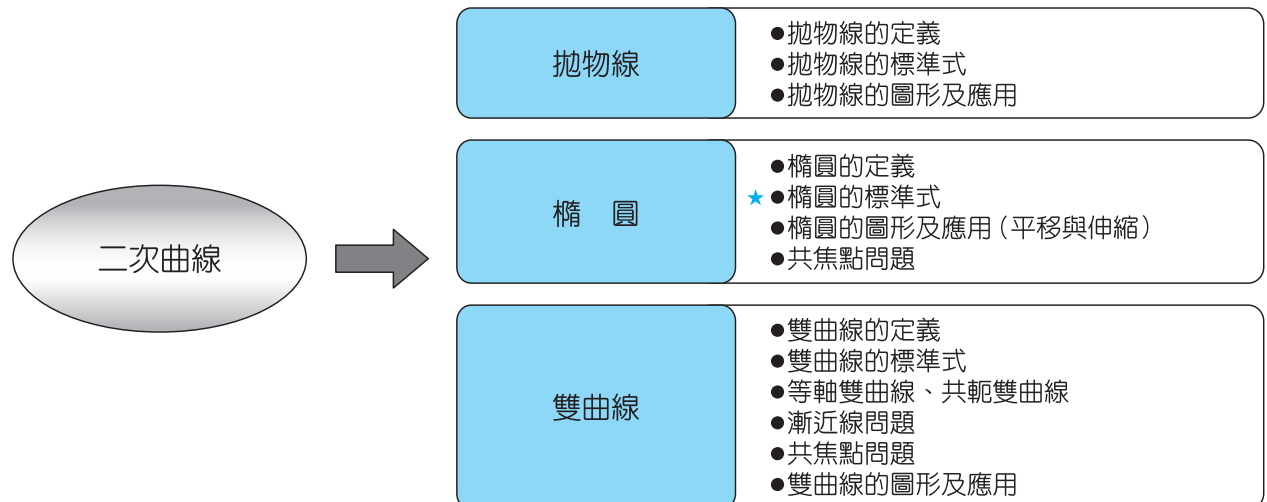 二次曲線
拋物線
●拋物線的定義
●拋物線的標準式
●拋物線的圖形及應用
橢　圓
●橢圓的定義
★●橢圓的標準式
●橢圓的圖形及應用（平移與伸縮）
●共焦點問題
雙曲線
●雙曲線的定義
●雙曲線的標準式
●等軸雙曲線、共軛雙曲線
●漸近線問題
●共焦點問題
●雙曲線的圖形及應用